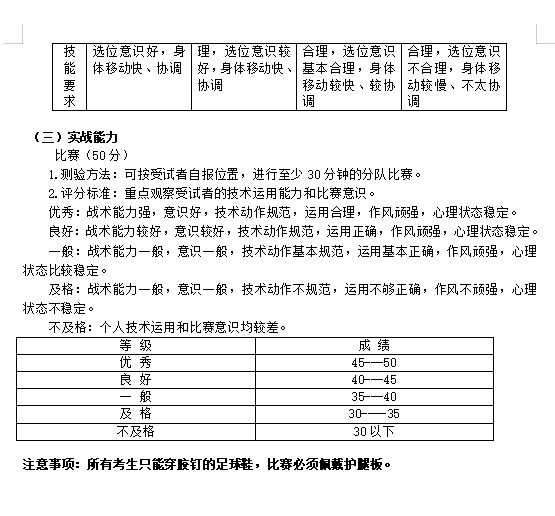 技能要求
选位意识好，身体移动快、协调
理，选位意识较好，身体移动快、协调
合理，选位意识基本合理，身体移动较快、较协调
合理，选位意识不合理，身体移动较慢、不太协调
（三）实战能力
比赛（50分）
1.测验方法：可按受试者自报位置，进行至少30分钟的分队比赛。
2.评分标准：重点观察受试者的技术运用能力和比赛意识。
优秀：战术能力强，意识好，技术动作规范，运用合理，作风顽强，心理状态稳定。
良好：战术能力较好，意识较好，技术动作规范，运用正确，作风顽强，心理状态稳定。
一般：战术能力一般，意识一般，技术动作基本规范，运用基本正确，作风顽强，心理
状态比较稳定。
及格：战术能力一般，意识一般，技术动作不规范，运用不够正确，作风不顽强，心理
状态不稳定。
不及格：个人技术运用和比赛意识均较差。
等 级 成 绩
优 秀 45---50
良 好 40---45
一 般 35---40
及 格 30----35
不及格 30以下
注意事项：所有考生只能穿胶钉的足球鞋，比赛必须佩戴护腿板。